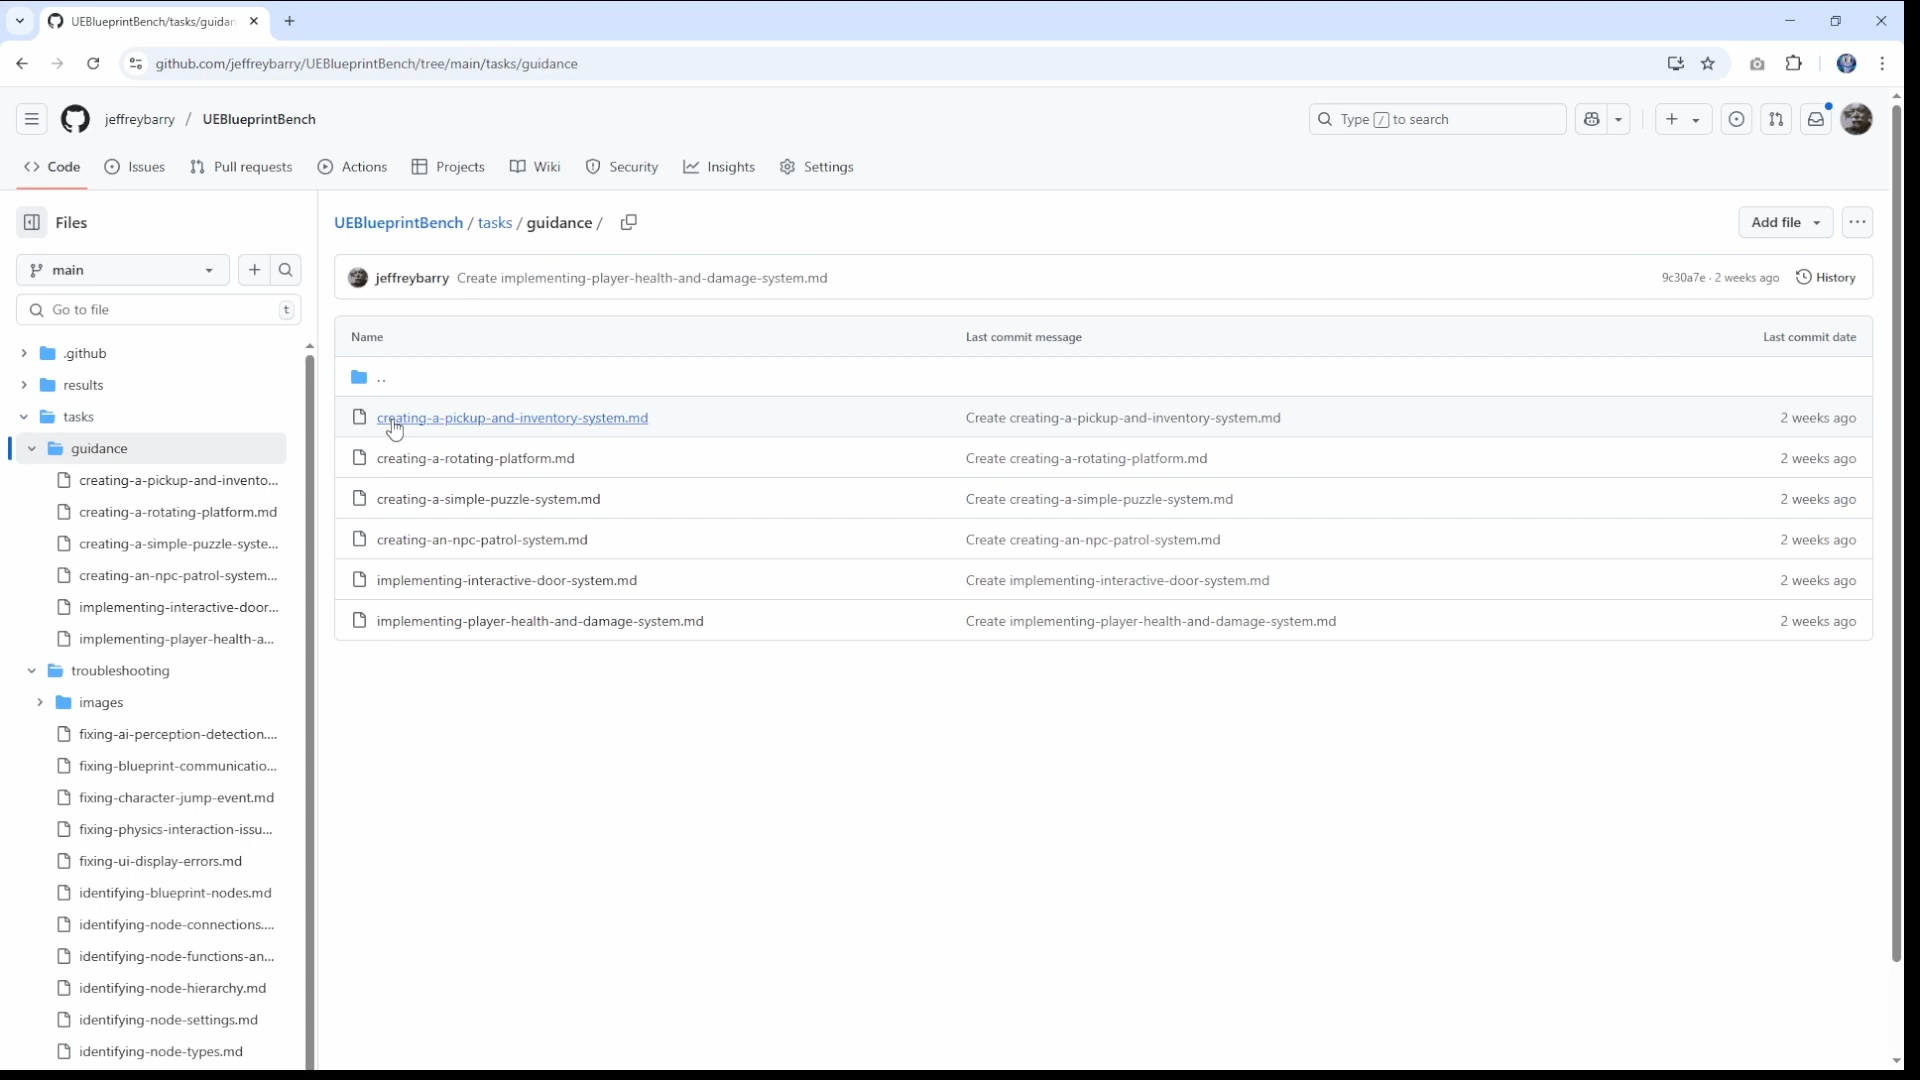 UEBlueprintBench/tasks/guidan
github.com/jeffreybarry/UEBlueprintBench/tree/main/tasks/guidance
jeffreybarry / UEBlueprintBench
Type / to search
Code Issues Pull requests Actions Projects Wiki Security Insights Settings
Files
UEBlueprintBench / tasks / guidance /
Add file
main
jeffreybarry Create implementing-player-health-and-damage-system.md 9c30a7e · 2 weeks ago History
Go to file t
Name Last commit message Last commit date
..
creating-a-pickup-and-inventory-system.md Create creating-a-pickup-and-inventory-system.md 2 weeks ago
creating-a-rotating-platform.md Create creating-a-rotating-platform.md 2 weeks ago
creating-a-simple-puzzle-system.md Create creating-a-simple-puzzle-system.md 2 weeks ago
creating-an-npc-patrol-system.md Create creating-an-npc-patrol-system.md 2 weeks ago
implementing-interactive-door-system.md Create implementing-interactive-door-system.md 2 weeks ago
implementing-player-health-and-damage-system.md Create implementing-player-health-and-damage-system.md 2 weeks ago
.github
results
tasks
guidance
creating-a-pickup-and-invento...
creating-a-rotating-platform.md
creating-a-simple-puzzle-syste...
creating-an-npc-patrol-system...
implementing-interactive-door...
implementing-player-health-a...
troubleshooting
images
fixing-ai-perception-detection....
fixing-blueprint-communicatio...
fixing-character-jump-event.md
fixing-physics-interaction-issu...
fixing-ui-display-errors.md
identifying-blueprint-nodes.md
identifying-node-connections....
identifying-node-functions-an...
identifying-node-hierarchy.md
identifying-node-settings.md
identifying-node-types.md